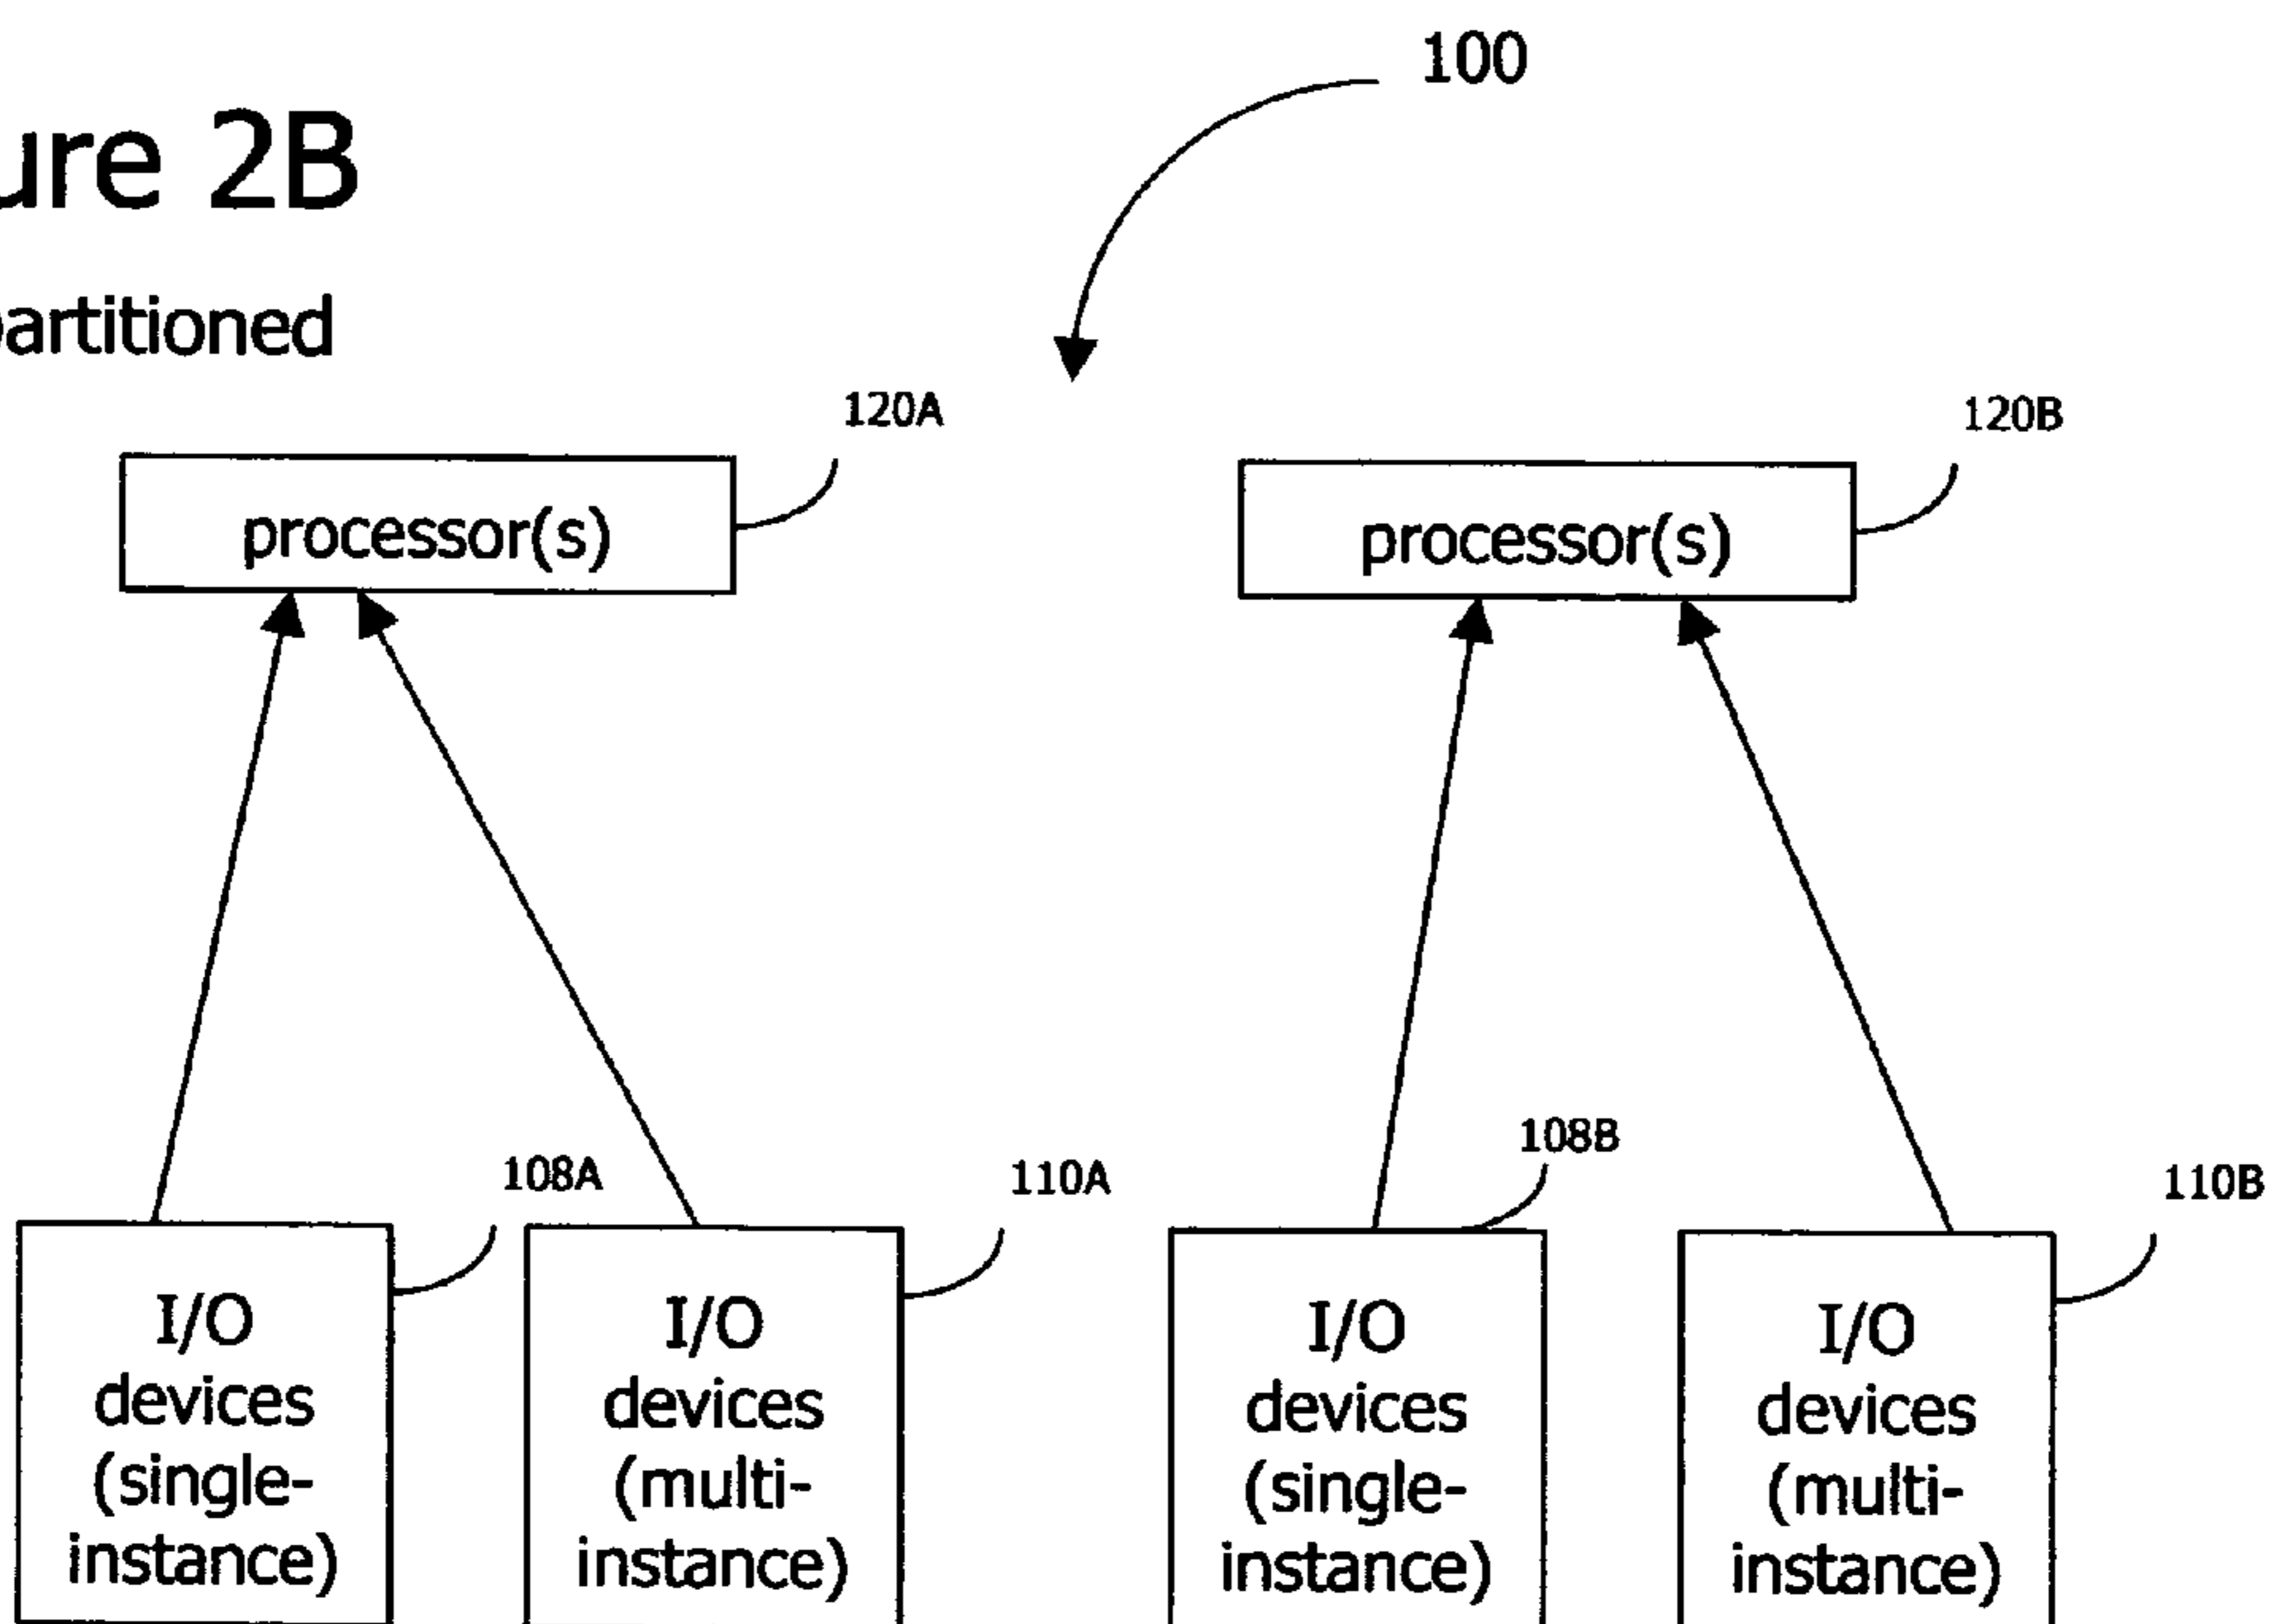 100
ure 2B
partitioned
120A
120B
processor(s)
processor(s)
108A
110A
108B
110B
I/O
devices
(single-
instance)
I/O
devices
(multi-
instance)
I/O
devices
(single-
instance)
I/O
devices
(multi-
instance)